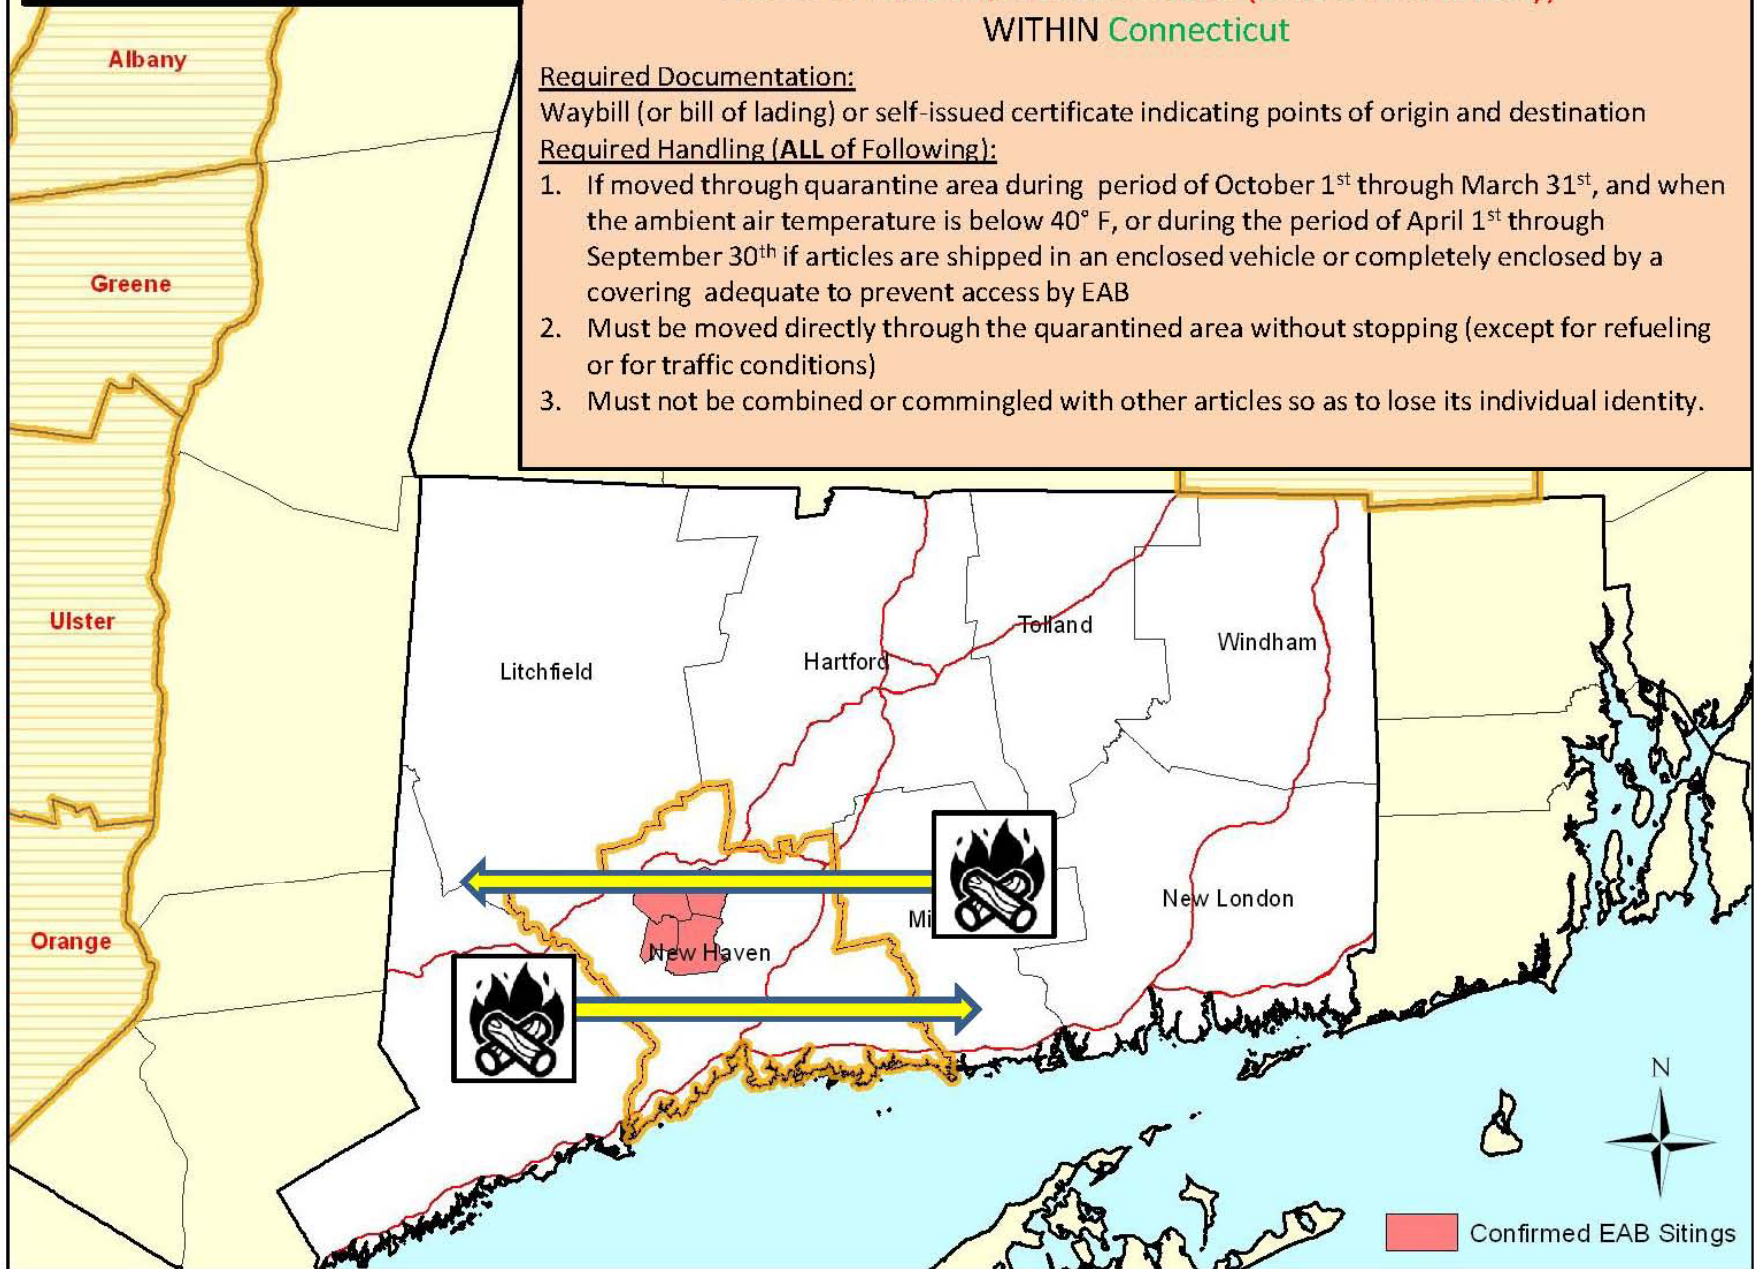 WITHIN Connecticut
Required Documentation:
Waybill (or bill of lading) or self-issued certificate indicating points of origin and destination
Required Handling (ALL of Following):
1. If moved through quarantine area during period of October 1st through March 31st, and when
the ambient air temperature is below 40° F, or during the period of April 1st through
September 30th if articles are shipped in an enclosed vehicle or completely enclosed by a
covering adequate to prevent access by EAB
2. Must be moved directly through the quarantined area without stopping (except for refueling
or for traffic conditions)
3. Must not be combined or commingled with other articles so as to lose its individual identity.
Albany
Greene
Ulster
Orange
Litchfield
Hartford
Tolland
Windham
New London
Mi
New Haven
N
Confirmed EAB Sitings